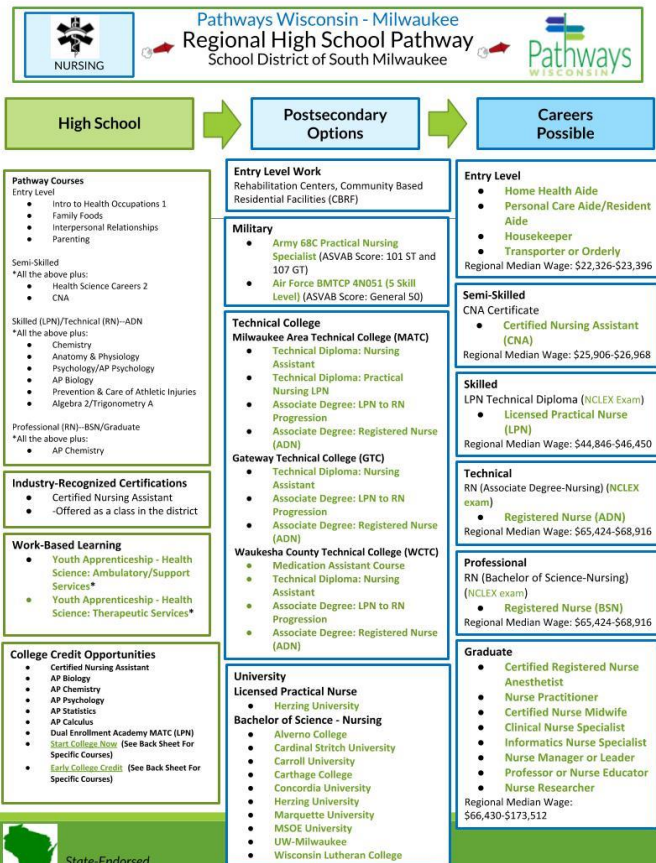 NURSING
Pathways Wisconsin - Milwaukee
Regional High School Pathway
School District of South Milwaukee
Pathways
WISCONSIN
High School
Postsecondary
Options
Careers
Possible
Pathway Courses
Entry Level
● Intro to Health Occupations 1
● Family Foods
● Interpersonal Relationships
● Parenting
Semi-Skilled
*All the above plus:
● Health Science Careers 2
● CNA
Skilled (LPN)/Technical (RN)--ADN
*All the above plus:
● Chemistry
● Anatomy & Physiology
● Psychology/AP Psychology
● AP Biology
● Prevention & Care of Athletic Injuries
● Algebra 2/Trigonometry A
Professional (RN)--BSN/Graduate
*All the above plus:
● AP Chemistry
Industry-Recognized Certifications
● Certified Nursing Assistant
● -Offered as a class in the district
Work-Based Learning
● Youth Apprenticeship - Health
Science: Ambulatory/Support
Services*
● Youth Apprenticeship - Health
Science: Therapeutic Services*
College Credit Opportunities
● Certified Nursing Assistant
● AP Biology
● AP Chemistry
● AP Psychology
● AP Statistics
● AP Calculus
● Dual Enrollment Academy MATC (LPN)
● Start College Now (See Back Sheet For
Specific Courses)
● Early College Credit (See Back Sheet For
Specific Courses)
Entry Level Work
Rehabilitation Centers, Community Based
Residential Facilities (CBRF)
Military
● Army 68C Practical Nursing
Specialist (ASVAB Score: 101 ST and
107 GT)
● Air Force BMTCP 4N051 (5 Skill
Level) (ASVAB Score: General 50)
Technical College
Milwaukee Area Technical College (MATC)
● Technical Diploma: Nursing
Assistant
● Technical Diploma: Practical
Nursing LPN
● Associate Degree: LPN to RN
Progression
● Associate Degree: Registered Nurse
(ADN)
Gateway Technical College (GTC)
● Technical Diploma: Nursing
Assistant
● Associate Degree: LPN to RN
Progression
● Associate Degree: Registered Nurse
(ADN)
Waukesha County Technical College (WCTC)
● Medication Assistant Course
● Technical Diploma: Nursing
Assistant
● Associate Degree: LPN to RN
Progression
● Associate Degree: Registered Nurse
(ADN)
University
Licensed Practical Nurse
● Herzing University
Bachelor of Science - Nursing
● Alverno College
● Cardinal Stritch University
● Carroll University
● Carthage College
● Concordia University
● Herzing University
● Marquette University
● MSOE University
● UW-Milwaukee
● Wisconsin Lutheran College
Entry Level
● Home Health Aide
● Personal Care Aide/Resident
Aide
● Housekeeper
● Transporter or Orderly
Regional Median Wage: $22,326-$23,396
Semi-Skilled
CNA Certificate
● Certified Nursing Assistant
(CNA)
Regional Median Wage: $25,906-$26,968
Skilled
LPN Technical Diploma (NCLEX Exam)
● Licensed Practical Nurse
(LPN)
Regional Median Wage: $44,846-$46,450
Technical
RN (Associate Degree-Nursing) (NCLEX
exam)
● Registered Nurse (ADN)
Regional Median Wage: $65,424-$68,916
Professional
RN (Bachelor of Science-Nursing)
(NCLEX exam)
● Registered Nurse (BSN)
Regional Median Wage: $65,424-$68,916
Graduate
● Certified Registered Nurse
Anesthetist
● Nurse Practitioner
● Certified Nurse Midwife
● Clinical Nurse Specialist
● Informatics Nurse Specialist
● Nurse Manager or Leader
● Professor or Nurse Educator
● Nurse Researcher
Regional Median Wage:
$66,430-$173,512
State-Endorsed